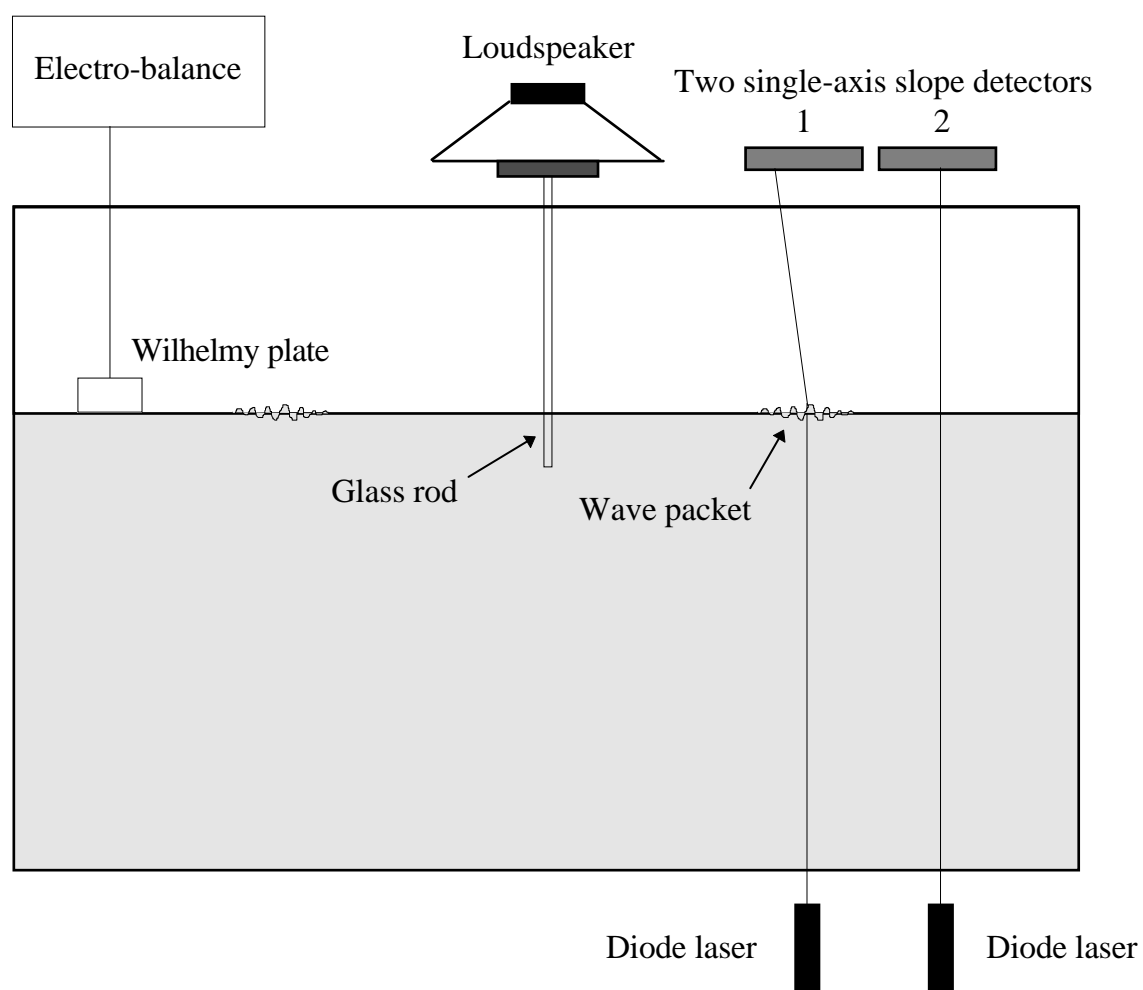 Electro-balance
Loudspeaker
Two single-axis slope detectors
1 2
Wilhelmy plate
Glass rod
Wave packet
Diode laser
Diode laser